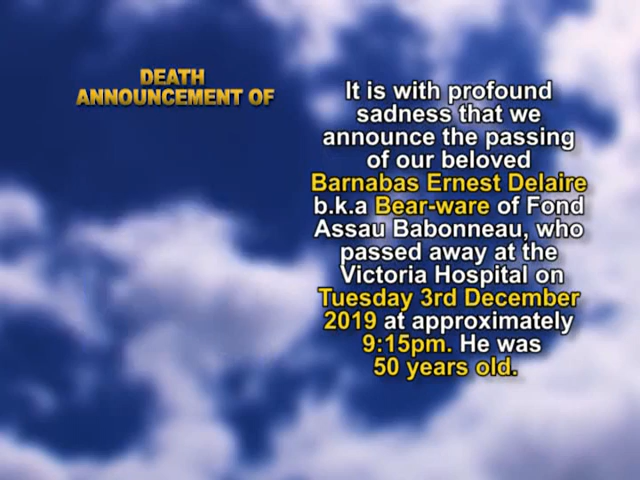 DEATH
ANNOUNCEMENT OF
It is with profound
sadness that we
announce the passing
of our beloved
Barnabas Ernest Delaire
b.k.a Bear-ware of Fond
Assau Babonneau, who
passed away at the
Victoria Hospital on
Tuesday 3rd December
2019 at approximately
9:15pm. He was
50 years old.